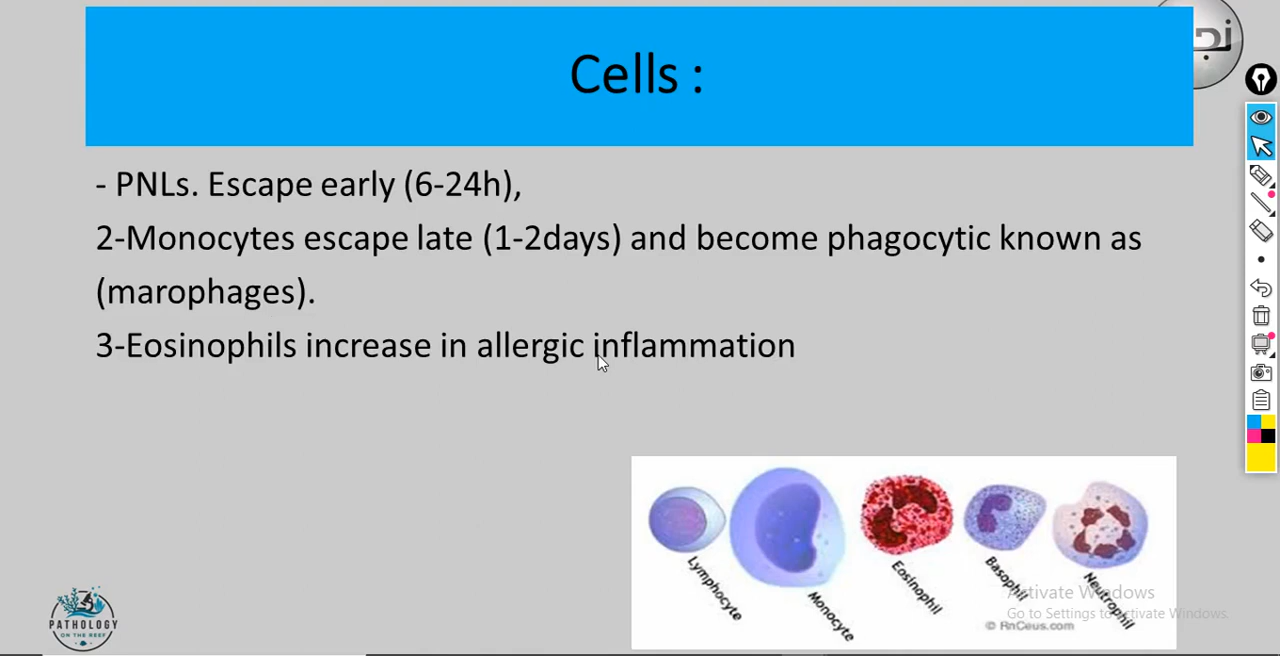 Cells :
- PNLs. Escape early (6-24h),
2-Monocytes escape late (1-2days) and become phagocytic known as
(marophages).
3-Eosinophils increase in allergic inflammation
Lymphocyte
Monocyte
Eosinophil
Basophil
Neutrophil
Activate Windows
Go to Settings to activate Windows.
© RnCeus.com
PATHOLOGY
ON THE REEF